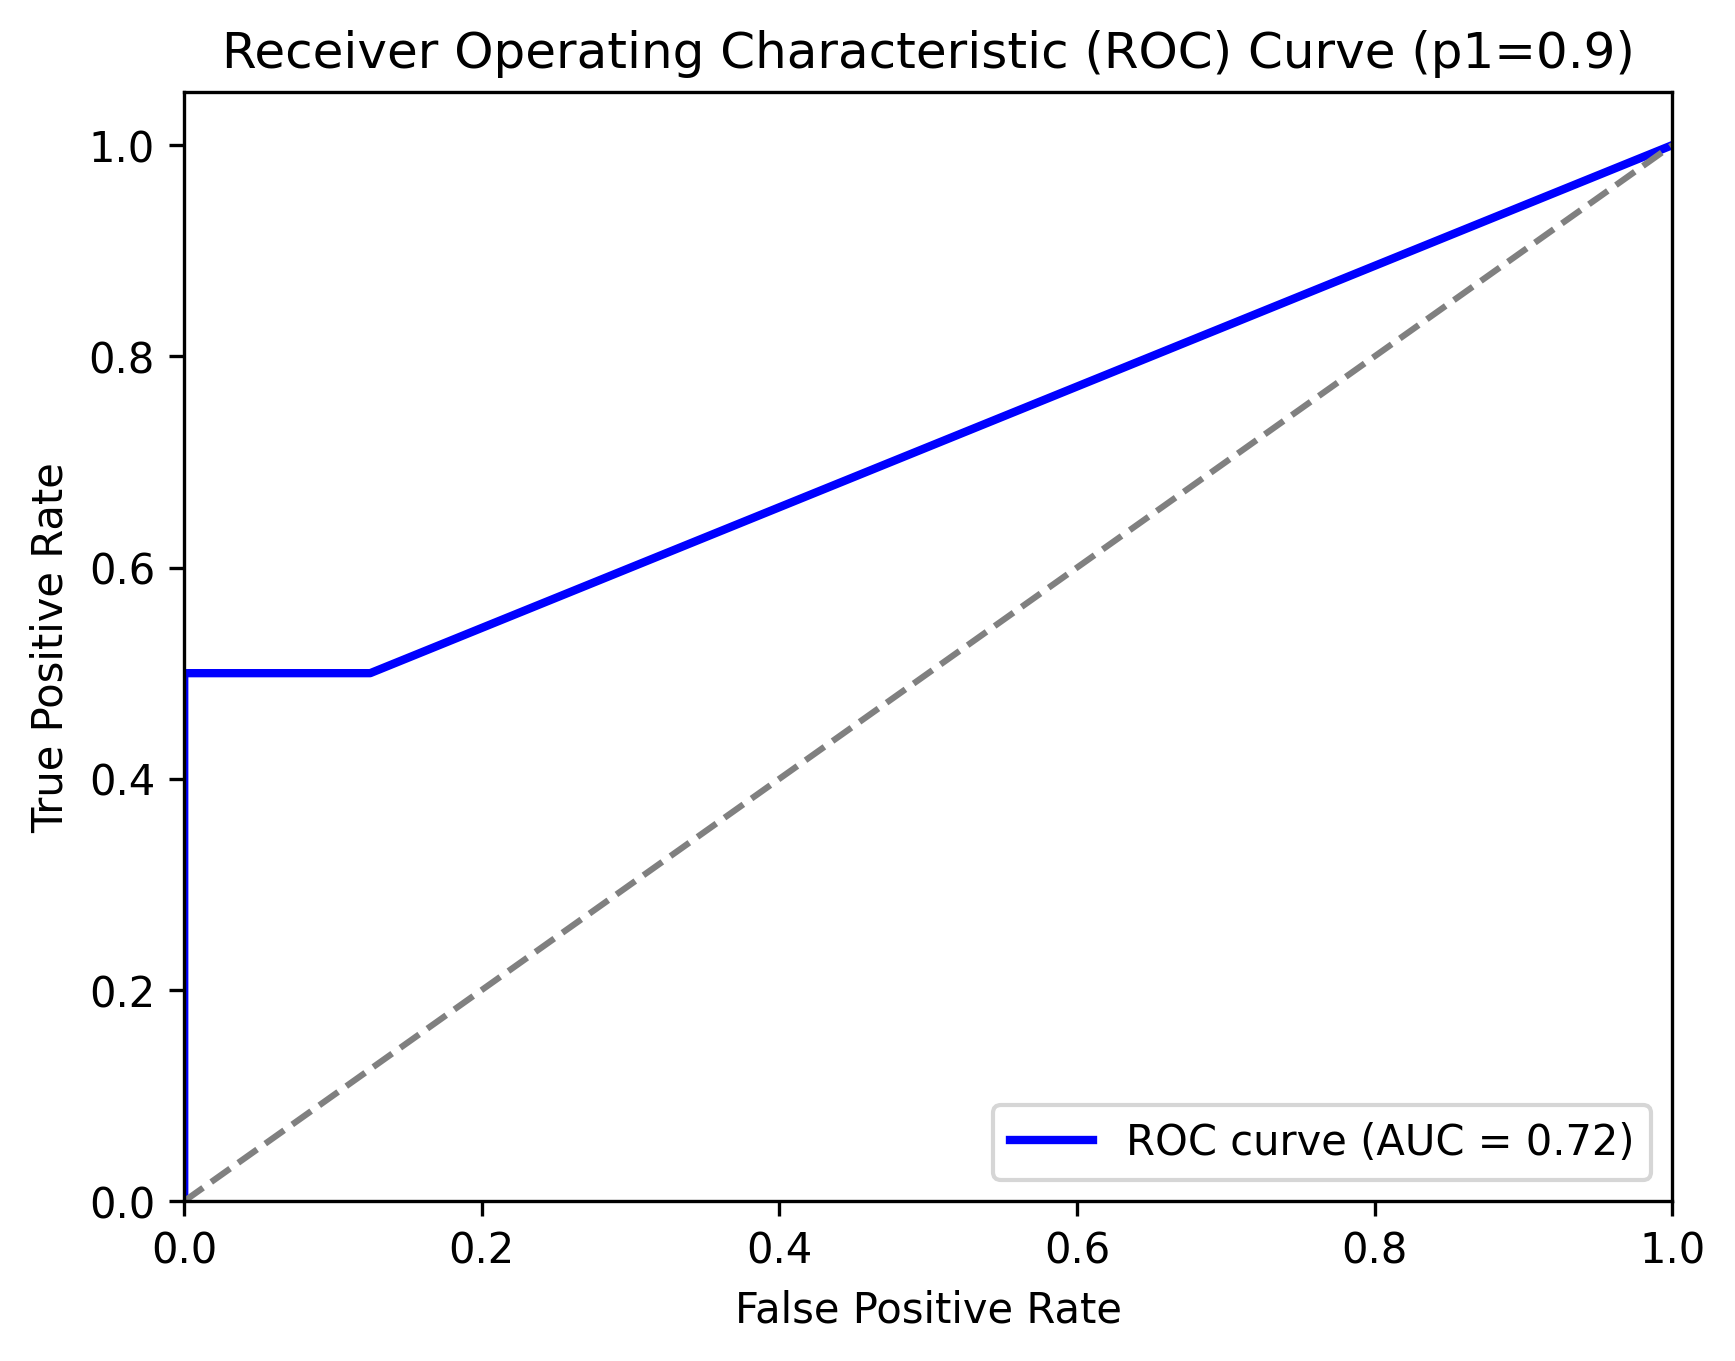 Receiver Operating Characteristic (ROC) Curve (p1=0.9)
1.0
0.8
0.6
0.4
0.2
0.0
True Positive Rate
ROC curve (AUC = 0.72)
0.0 0.2 0.4 0.6 0.8 1.0
False Positive Rate